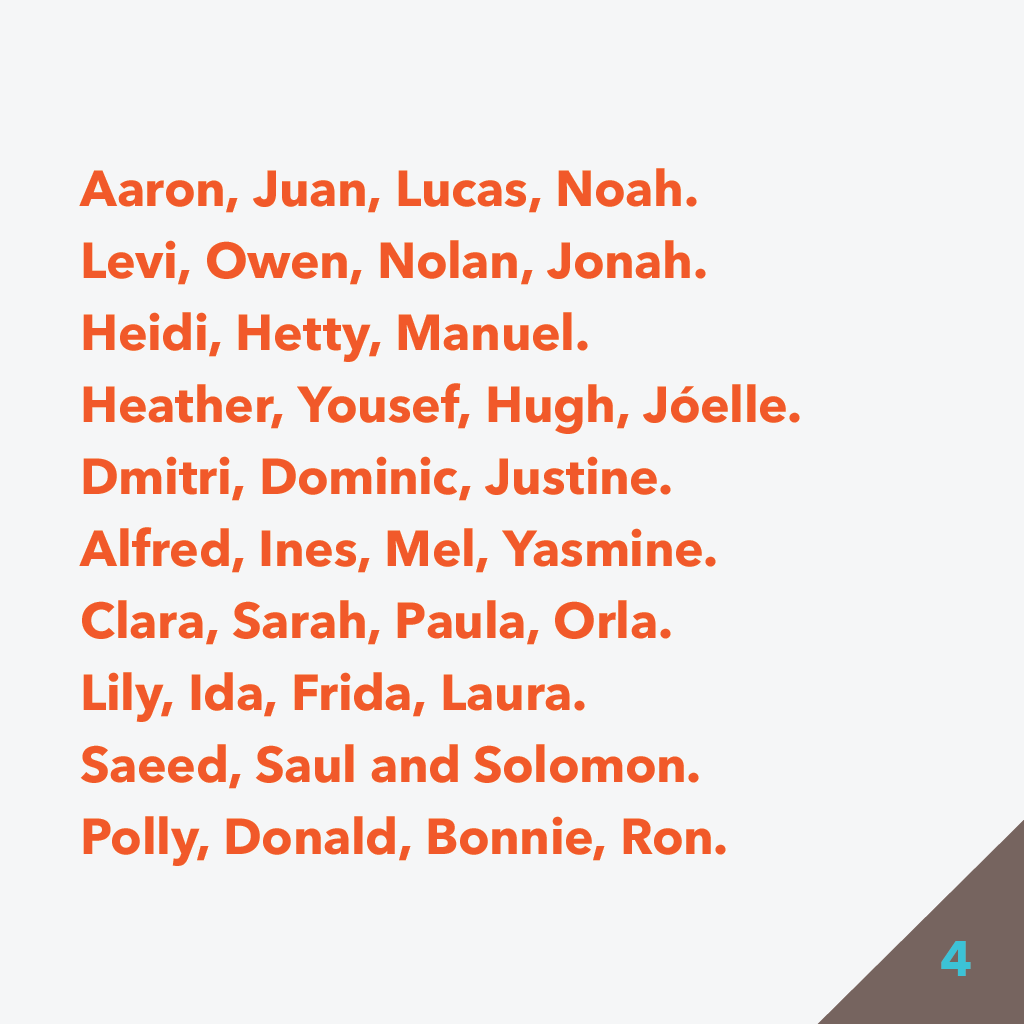 Aaron, Juan, Lucas, Noah.
Levi, Owen, Nolan, Jonah.
Heidi, Hetty, Manuel.
Heather, Yousef, Hugh, Jóelle.
Dmitri, Dominic, Justine.
Alfred, Ines, Mel, Yasmine.
Clara, Sarah, Paula, Orla.
Lily, Ida, Frida, Laura.
Saeed, Saul and Solomon.
Polly, Donald, Bonnie, Ron.
4